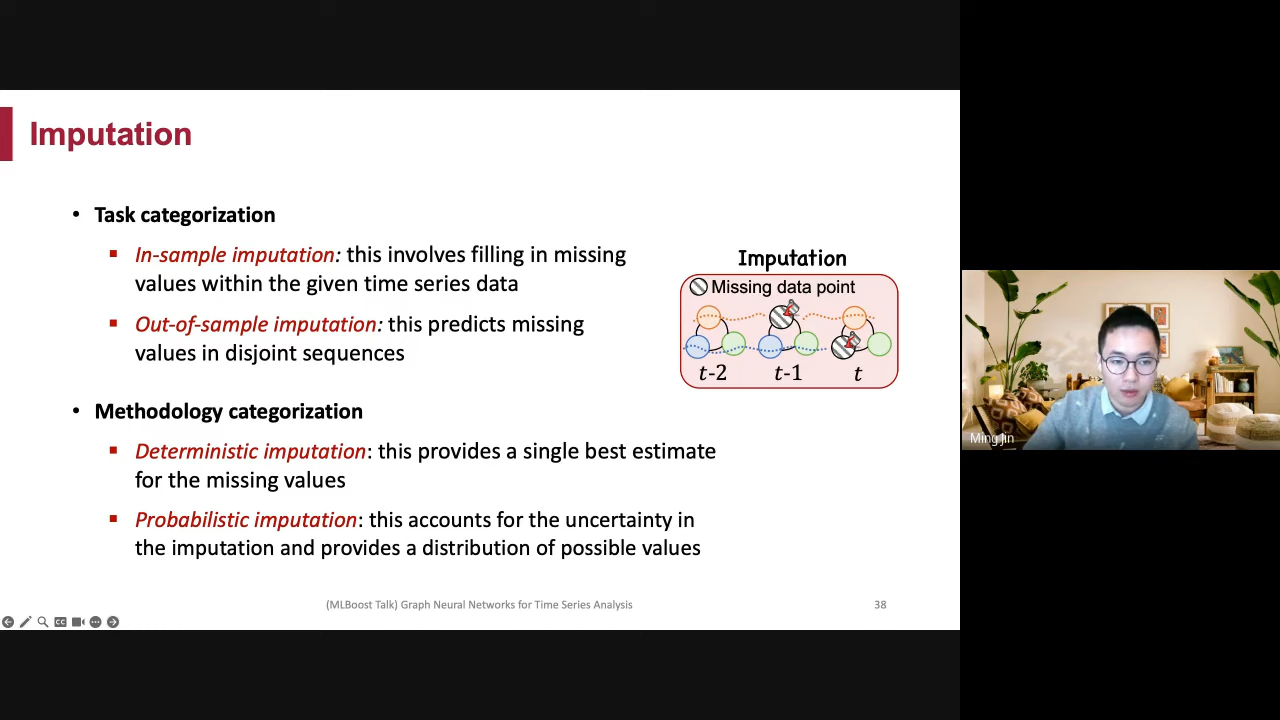 Imputation
• Task categorization
▪ In-sample imputation: this involves filling in missing
values within the given time series data
▪ Out-of-sample imputation: this predicts missing
values in disjoint sequences
Imputation
Missing data point
t-2 t-1 t
• Methodology categorization
▪ Deterministic imputation: this provides a single best estimate
for the missing values
▪ Probabilistic imputation: this accounts for the uncertainty in
the imputation and provides a distribution of possible values
(MLBoost Talk) Graph Neural Networks for Time Series Analysis 38
CC
Ming Jin